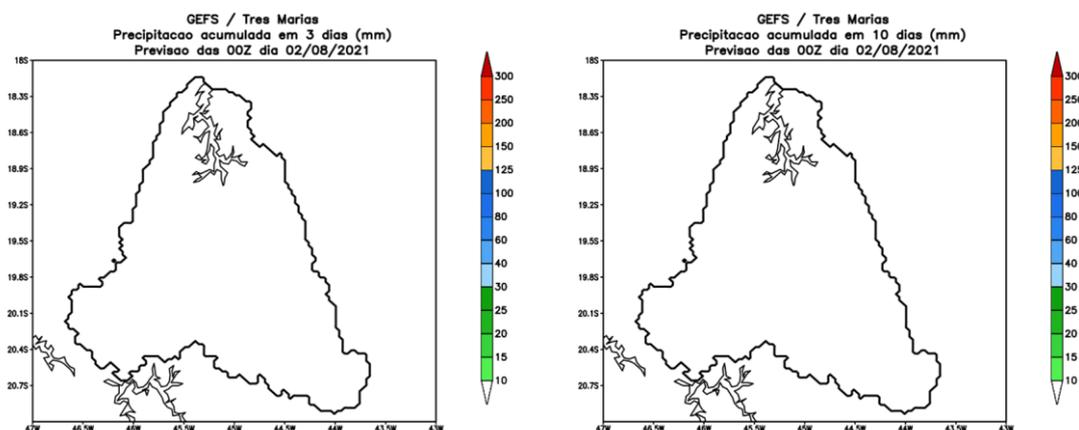 GEFS / Tres Marias
Precipitacao acumulada em 3 dias (mm)
Previsao das 00Z dia 02/08/2021
18S
18.3S
18.6S
18.9S
19.2S
19.5S
19.8S
20.1S
20.4S
20.7S
47W 46.5W 46W 45.5W 45W 44.5W 44W 43.5W 43W
300
250
200
150
125
100
80
60
40
30
25
20
15
10
GEFS / Tres Marias
Precipitacao acumulada em 10 dias (mm)
Previsao das 00Z dia 02/08/2021
18S
18.3S
18.6S
18.9S
19.2S
19.5S
19.8S
20.1S
20.4S
20.7S
47W 46.5W 46W 45.5W 45W 44.5W 44W 43.5W 43W
300
250
200
150
125
100
80
60
40
30
25
20
15
10